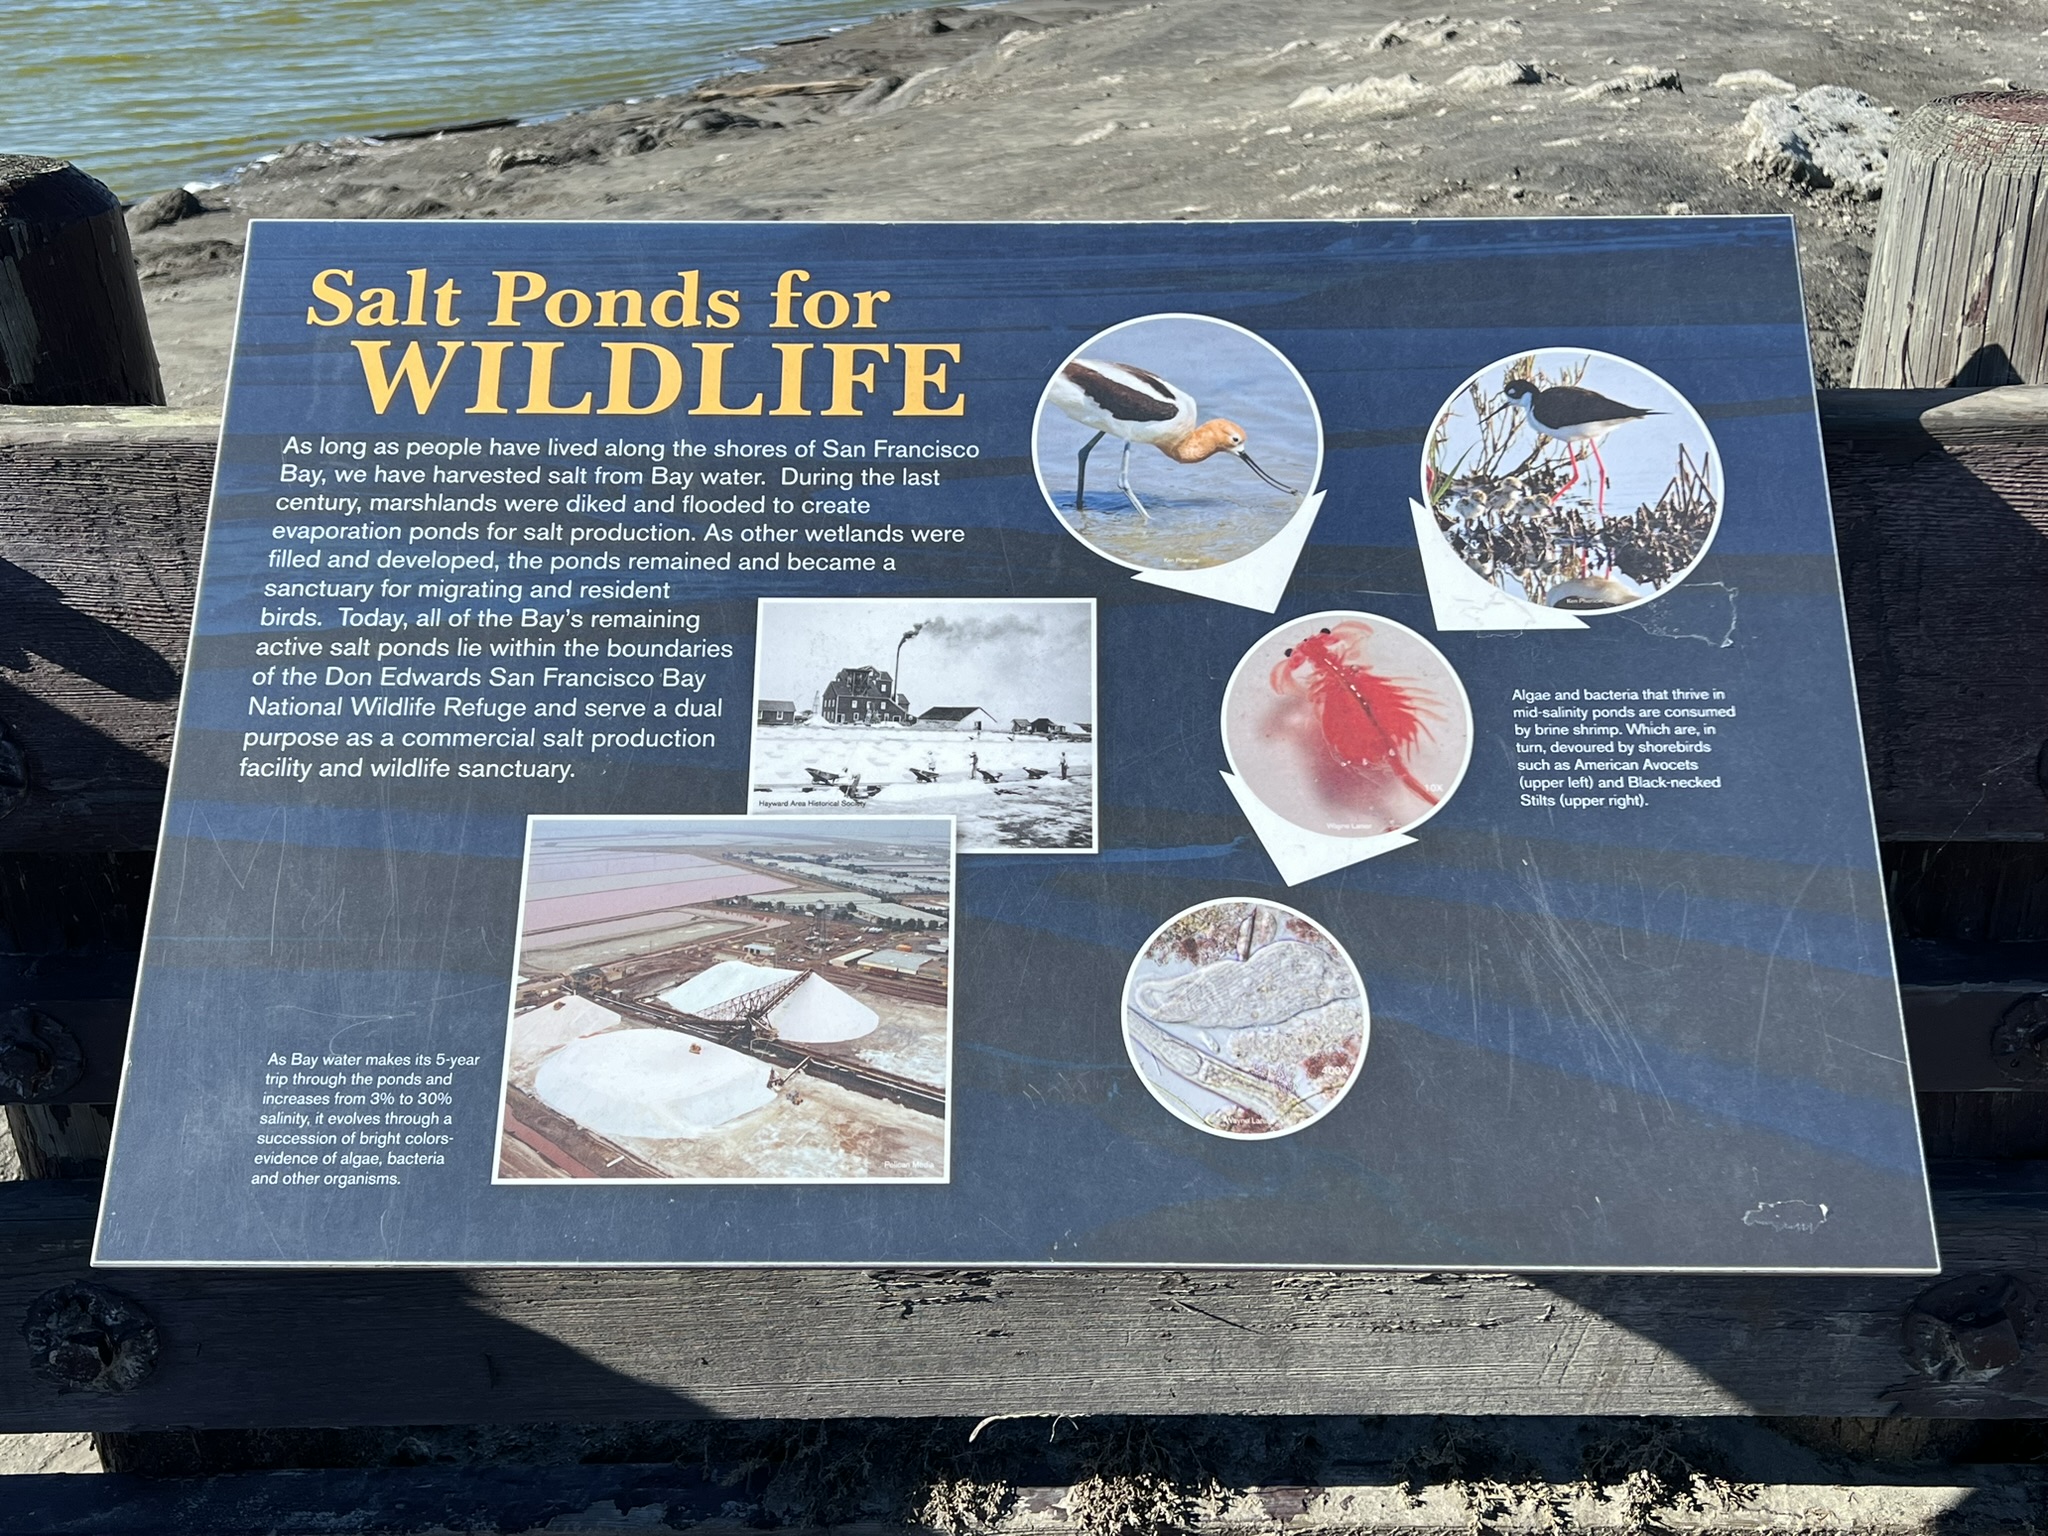 Salt Ponds for
WILDLIFE
As long as people have lived along the shores of San Francisco
Bay, we have harvested salt from Bay water. During the last
century, marshlands were diked and flooded to create
evaporation ponds for salt production. As other wetlands were
filled and developed, the ponds remained and became a
sanctuary for migrating and resident
birds. Today, all of the Bay's remaining
active salt ponds lie within the boundaries
of the Don Edwards San Francisco Bay
National Wildlife Refuge and serve a dual
purpose as a commercial salt production
facility and wildlife sanctuary.
Hayward Area Historical Society
As Bay water makes its 5-year
trip through the ponds and
increases from 3% to 30%
salinity, it evolves through a
succession of bright colors-
evidence of algae, bacteria
and other organisms.
Pelican Media
Ken
Ken
10X
Wayne Lanier
Algae and bacteria that thrive in
mid-salinity ponds are consumed
by brine shrimp. Which are, in
turn, devoured by shorebirds
such as American Avocets
(upper left) and Black-necked
Stilts (upper right).
400X
Wayne Lanier